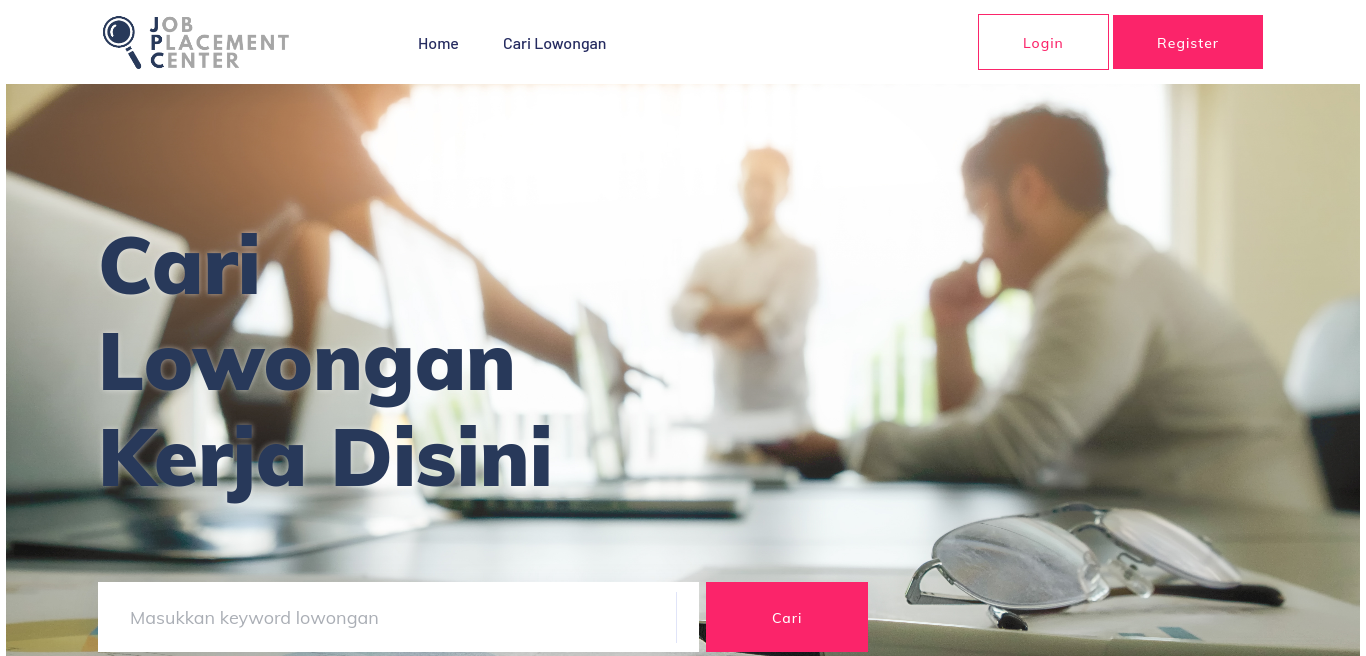 JOB
PLACEMENT
CENTER
Home
Cari Lowongan
Login
Register
Cari
Lowongan
Kerja Disini
Masukkan keyword lowongan
Cari